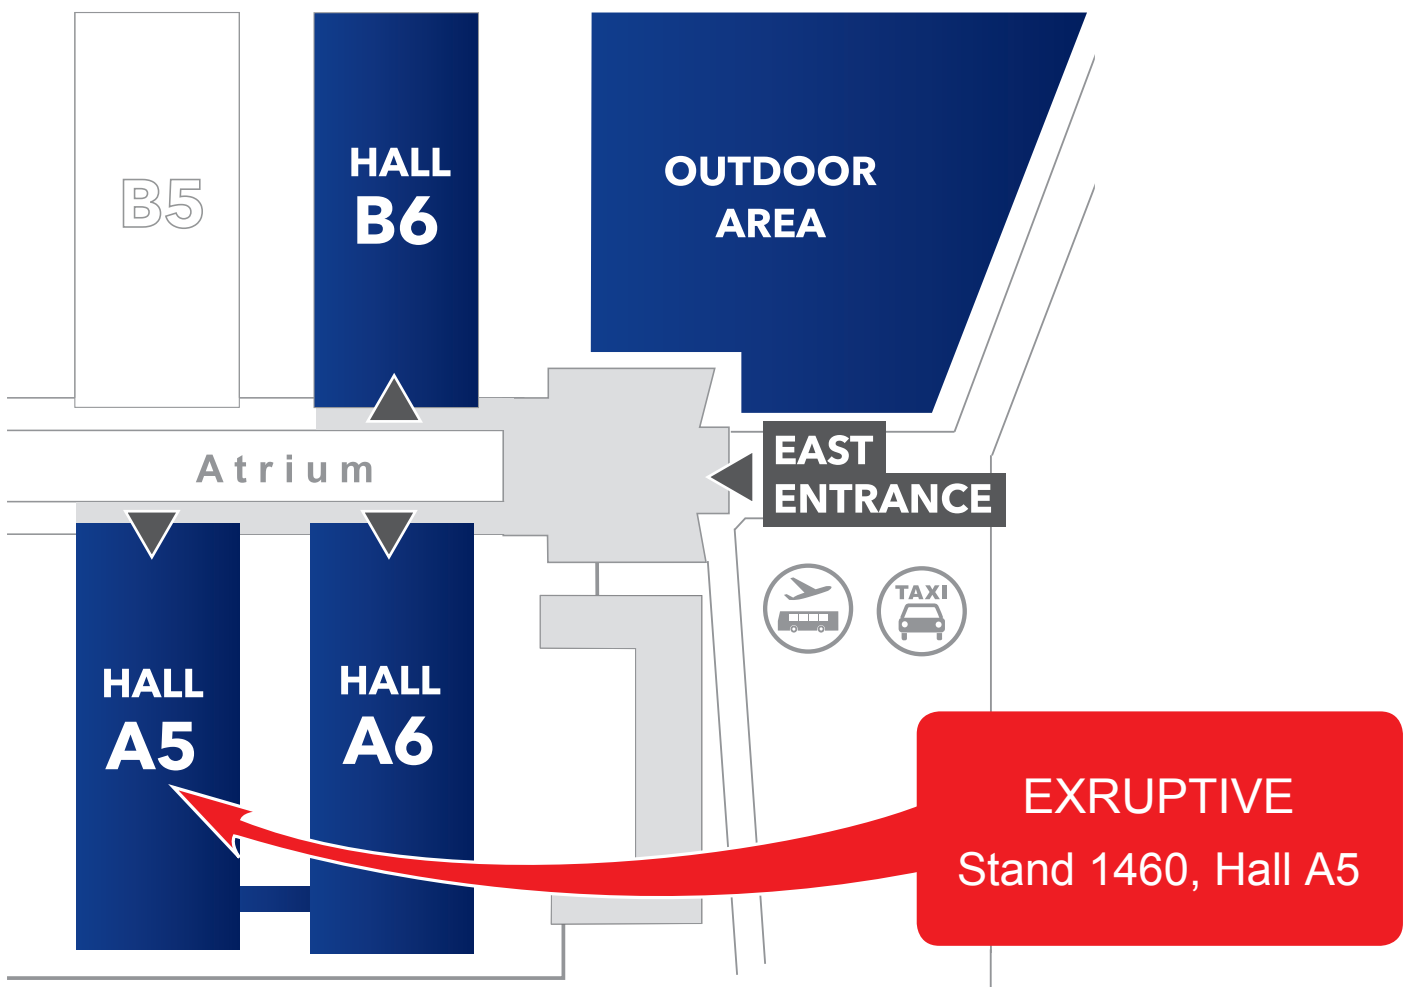 B5
HALL
B6
OUTDOOR
AREA
Atrium
EAST
ENTRANCE
TAXI
HALL
A5
HALL
A6
EXRUPTIVE
Stand 1460, Hall A5